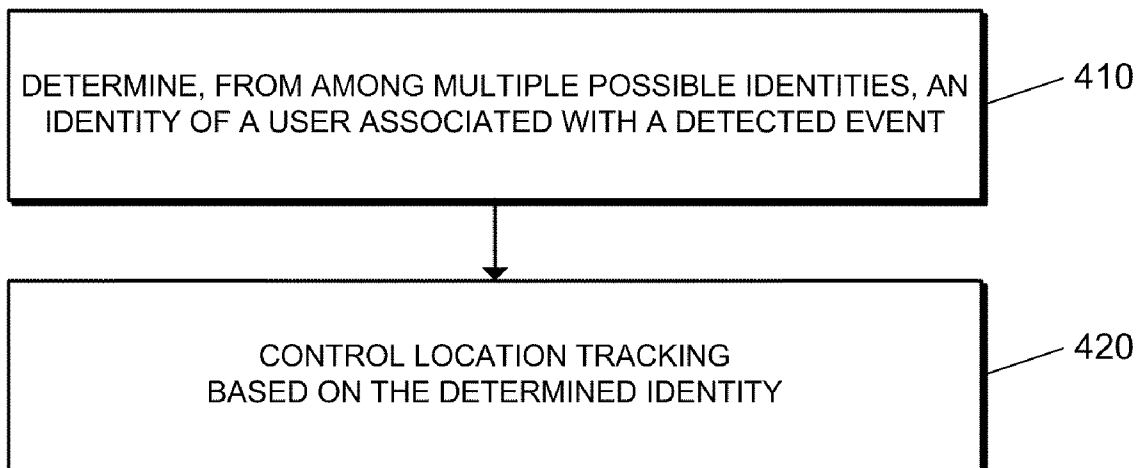 DETERMINE, FROM AMONG MULTIPLE POSSIBLE IDENTITIES, AN
IDENTITY OF A USER ASSOCIATED WITH A DETECTED EVENT
410
CONTROL LOCATION TRACKING
BASED ON THE DETERMINED IDENTITY
420